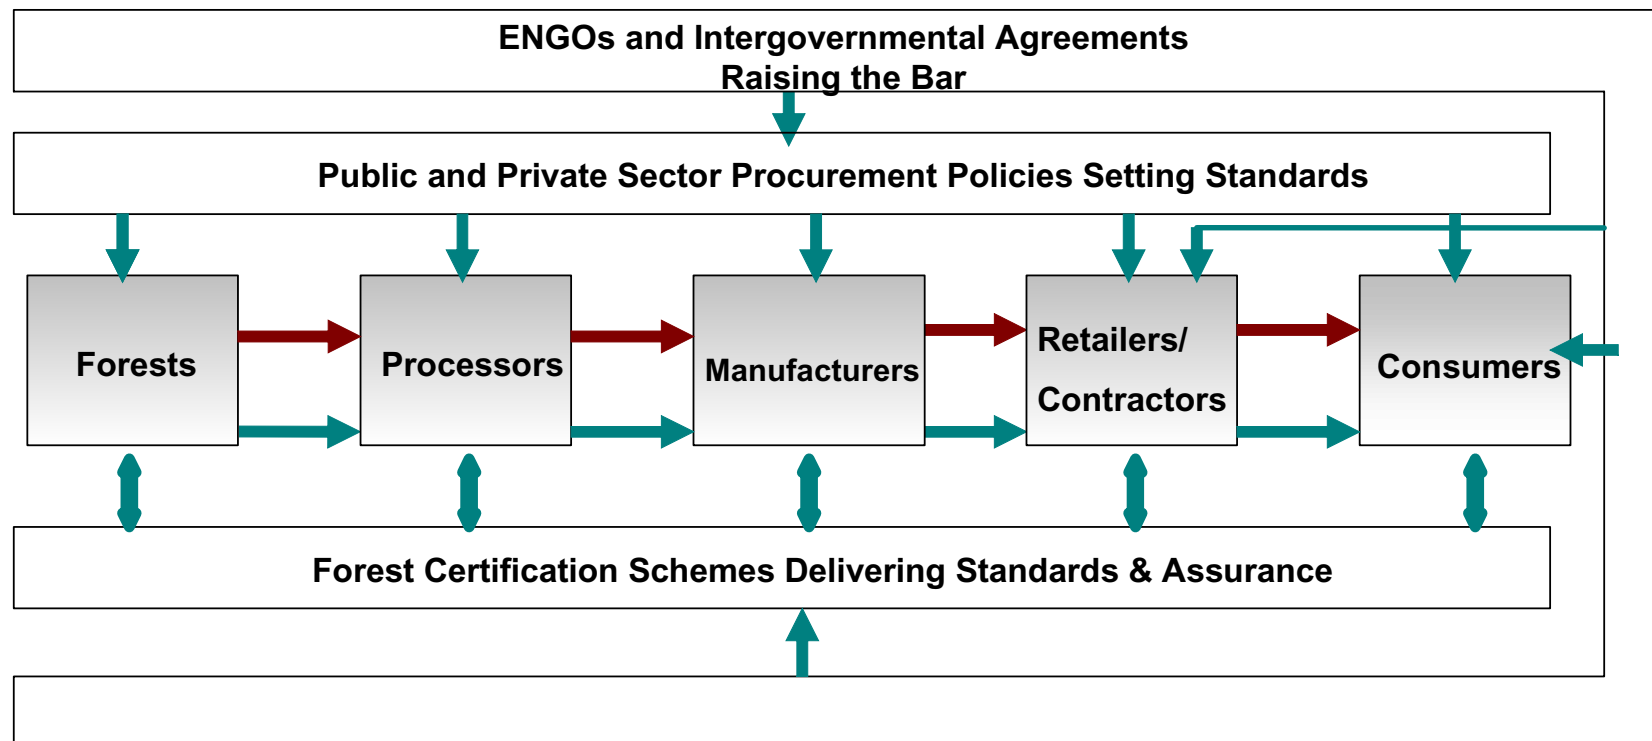 ENGOs and Intergovernmental Agreements
Raising the Bar
Public and Private Sector Procurement Policies Setting Standards
Forests
Processors
Manufacturers
Retailers/
Contractors
Consumers
Forest Certification Schemes Delivering Standards & Assurance